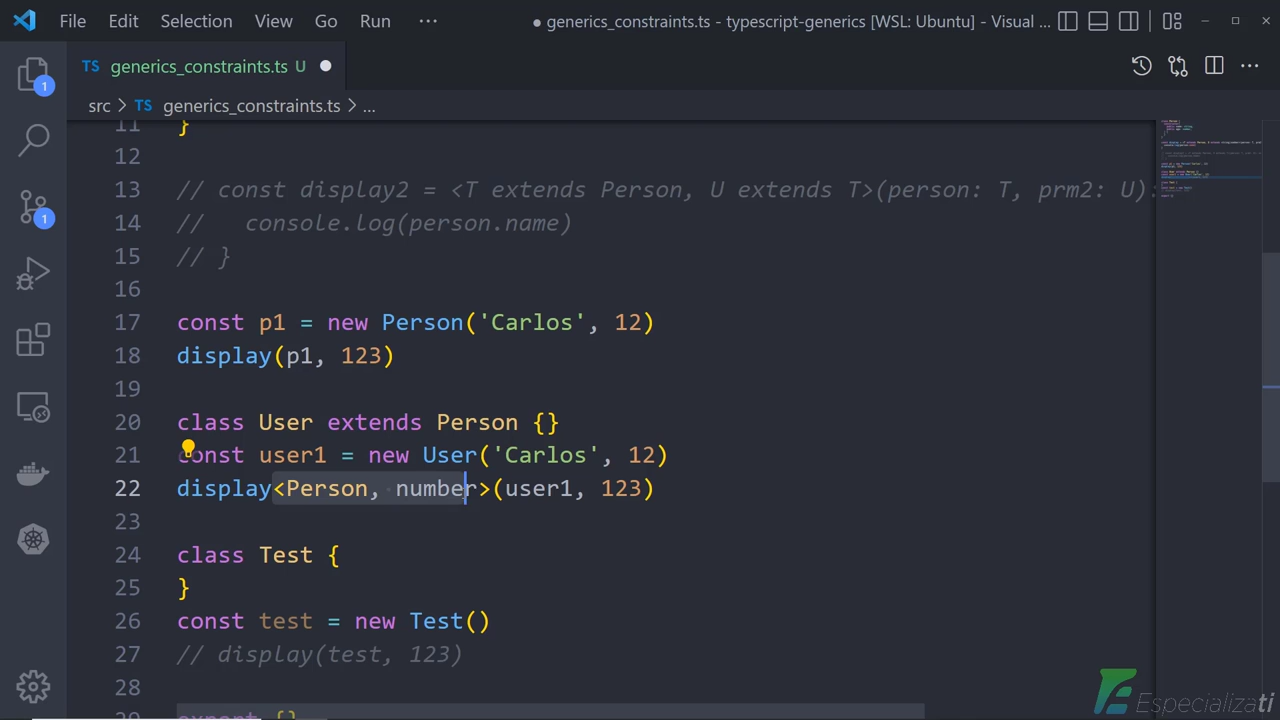 File Edit Selection View Go Run ··· ● generics_constraints.ts - typescript-generics [WSL: Ubuntu] - Visual ...
TS generics_constraints.ts U ●
src > TS generics_constraints.ts > ...
11 }
12
13 // const display2 = <T extends Person, U extends T>(person: T, prm2: U):
14 // console.log(person.name)
15 // }
16
17 const p1 = new Person('Carlos', 12)
18 display(p1, 123)
19
20 class User extends Person {}
21 const user1 = new User('Carlos', 12)
22 display<Person, number>(user1, 123)
23
24 class Test {
25 }
26 const test = new Test()
27 // display(test, 123)
28
29 export {}
1
1
EspecializaTi